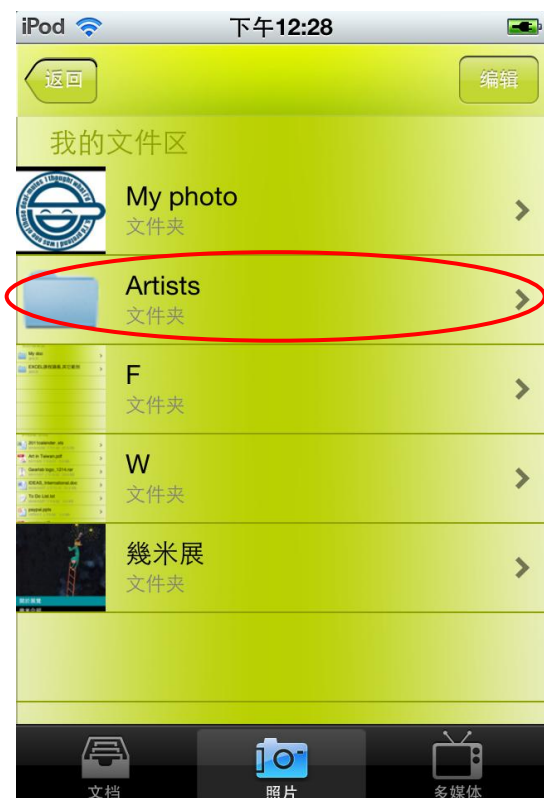 iPod 下午12:28
返回 编辑
我的文件区
My photo
文件夹
Artists
文件夹
F
文件夹
W
文件夹
幾米展
文件夹
文档 照片 多媒体